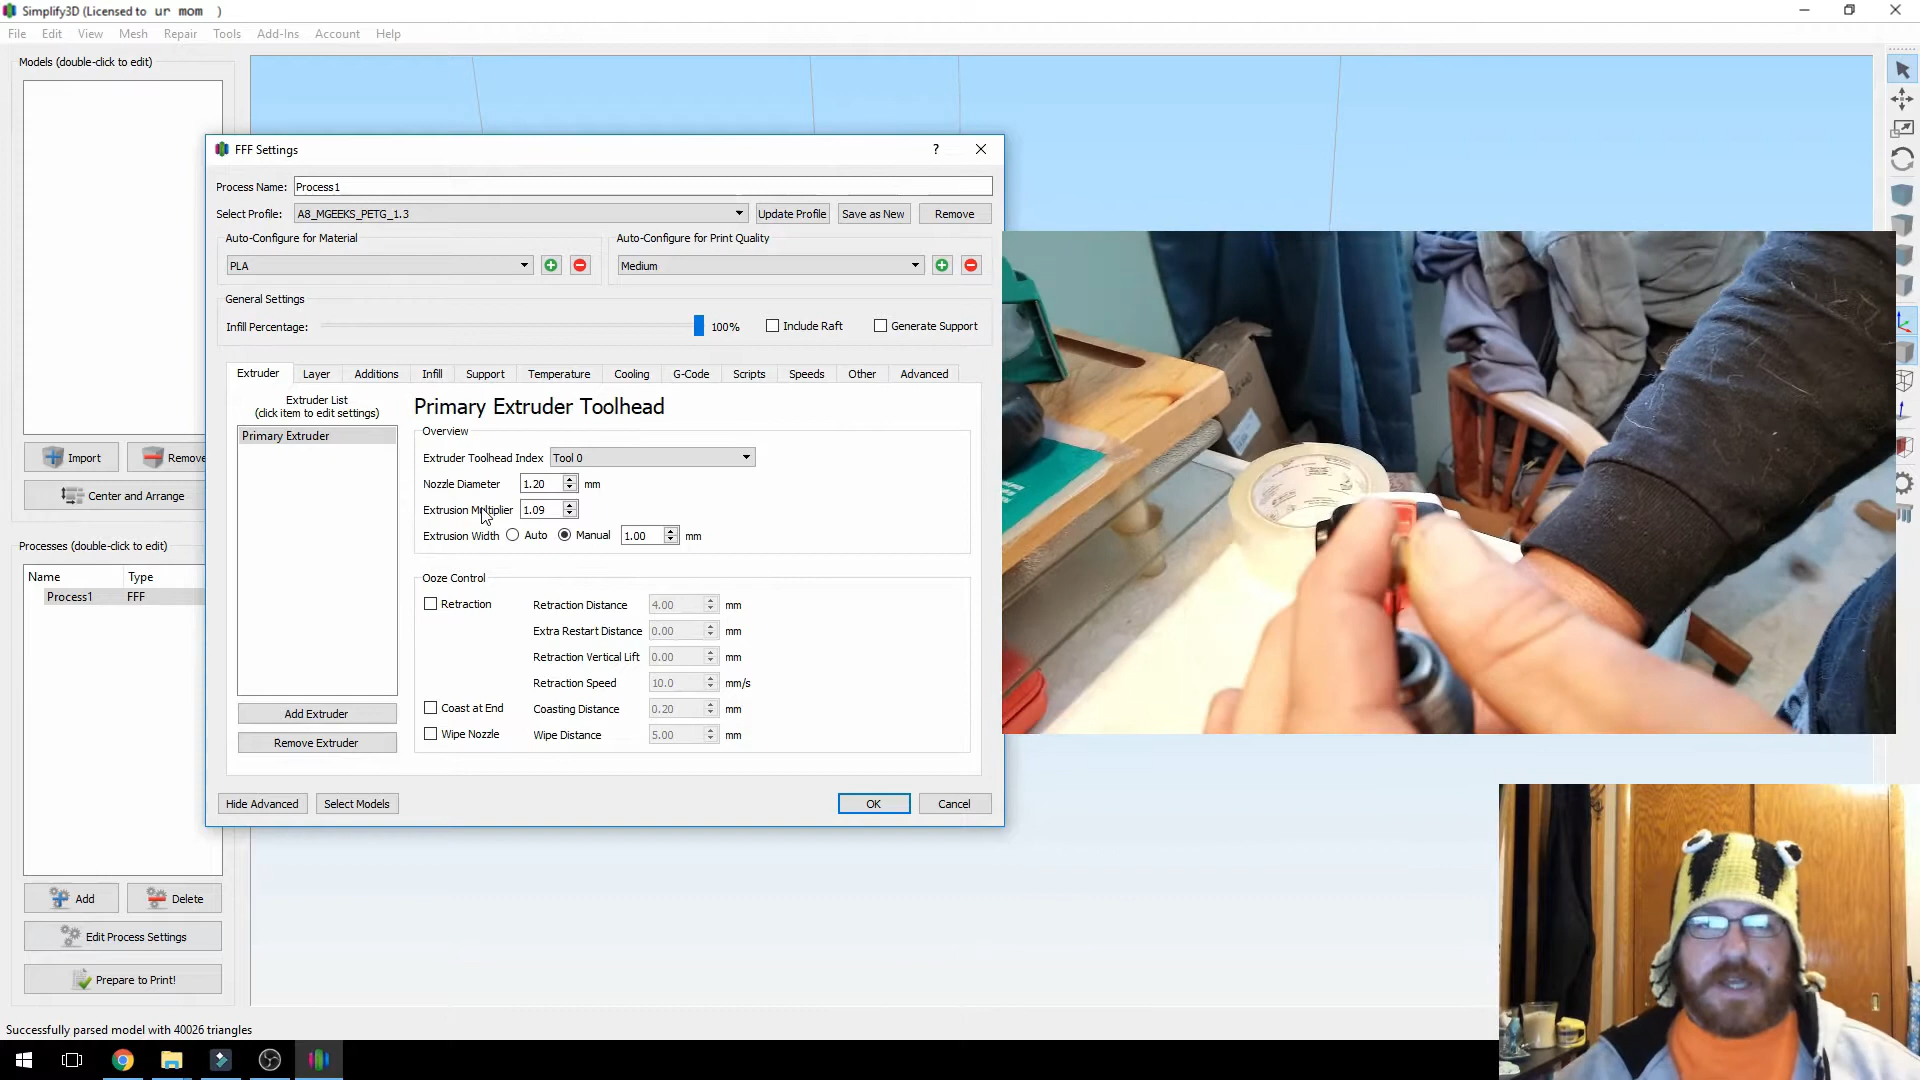 Simplify3D (Licensed to ur mom )
File Edit View Mesh Repair Tools Add-Ins Account Help
Models (double-click to edit)
Import Remove
Center and Arrange
Processes (double-click to edit)
Name Type
Process1 FFF
Add Delete
Edit Process Settings
Prepare to Print!
FFF Settings ?
Process Name: Process1
Select Profile: A8_MGEEKS_PETG_1.3 Update Profile Save as New Remove
Auto-Configure for Material
PLA
Auto-Configure for Print Quality
Medium
General Settings
Infill Percentage: 100% Include Raft Generate Support
Extruder Layer Additions Infill Support Temperature Cooling G-Code Scripts Speeds Other Advanced
Extruder List
(click item to edit settings)
Primary Extruder
Add Extruder
Remove Extruder
Primary Extruder Toolhead
Overview
Extruder Toolhead Index Tool 0
Nozzle Diameter 1.20 mm
Extrusion Multiplier 1.09
Extrusion Width Auto Manual 1.00 mm
Ooze Control
Retraction Retraction Distance 4.00 mm
Extra Restart Distance 0.00 mm
Retraction Vertical Lift 0.00 mm
Retraction Speed 10.0 mm/s
Coast at End Coasting Distance 0.20 mm
Wipe Nozzle Wipe Distance 5.00 mm
Hide Advanced Select Models OK Cancel
Successfully parsed model with 40026 triangles